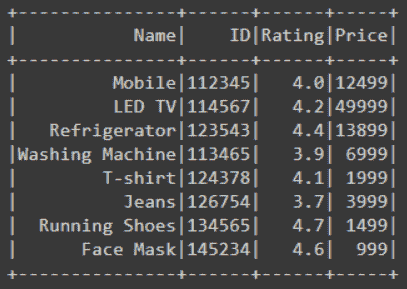 +---------------+------+------+-----+
|           Name|    ID|Rating|Price|
+---------------+------+------+-----+
|         Mobile|112345|   4.0|12499|
|         LED TV|114567|   4.2|49999|
|   Refrigerator|123543|   4.4|13899|
|Washing Machine|113465|   3.9| 6999|
|        T-shirt|124378|   4.1| 1999|
|          Jeans|126754|   3.7| 3999|
|  Running Shoes|134565|   4.7| 1499|
|      Face Mask|145234|   4.6|  999|
+---------------+------+------+-----+